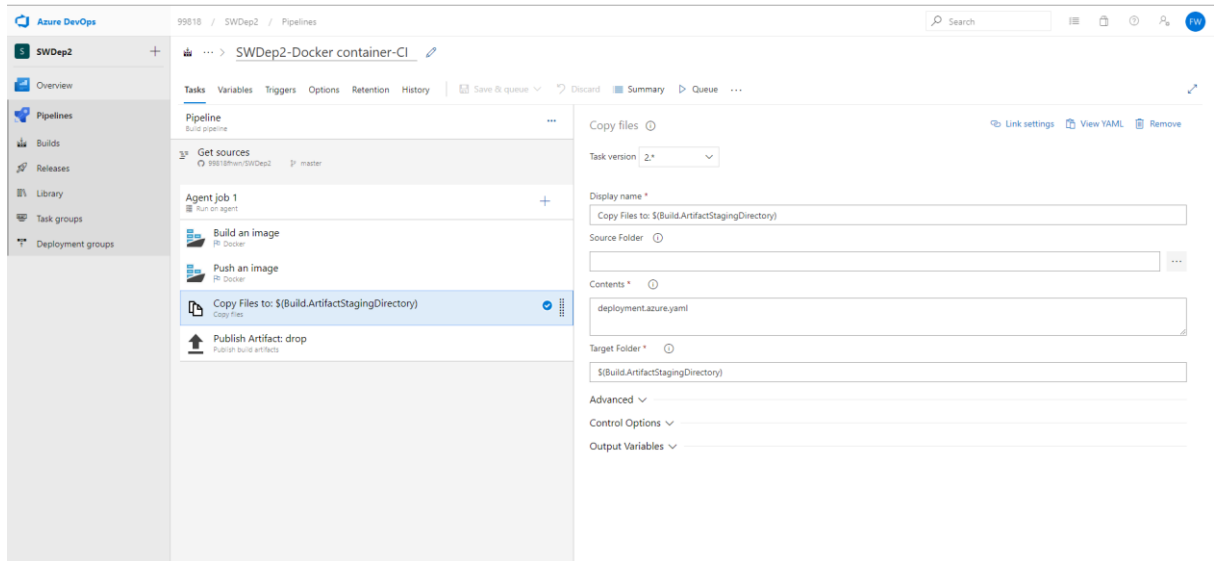 Azure DevOps
99818 / SWDep2 / Pipelines
Search
FW
S SWDep2
SWDep2-Docker container-CI
Overview
Pipelines
Builds
Releases
Library
Task groups
Deployment groups
Tasks Variables Triggers Options Retention History Save & queue Discard Summary Queue
Pipeline
Build pipeline
Get sources
99818fhwn/SWDep2 master
Agent job 1
Run on agent
Build an image
Docker
Push an image
Docker
Copy Files to: $(Build.ArtifactStagingDirectory)
Copy files
Publish Artifact: drop
Publish build artifacts
Copy files
Link settings View YAML Remove
Task version 2.*
Display name *
Copy Files to: $(Build.ArtifactStagingDirectory)
Source Folder
Contents *
deployment.azure.yaml
Target Folder *
$(Build.ArtifactStagingDirectory)
Advanced
Control Options
Output Variables